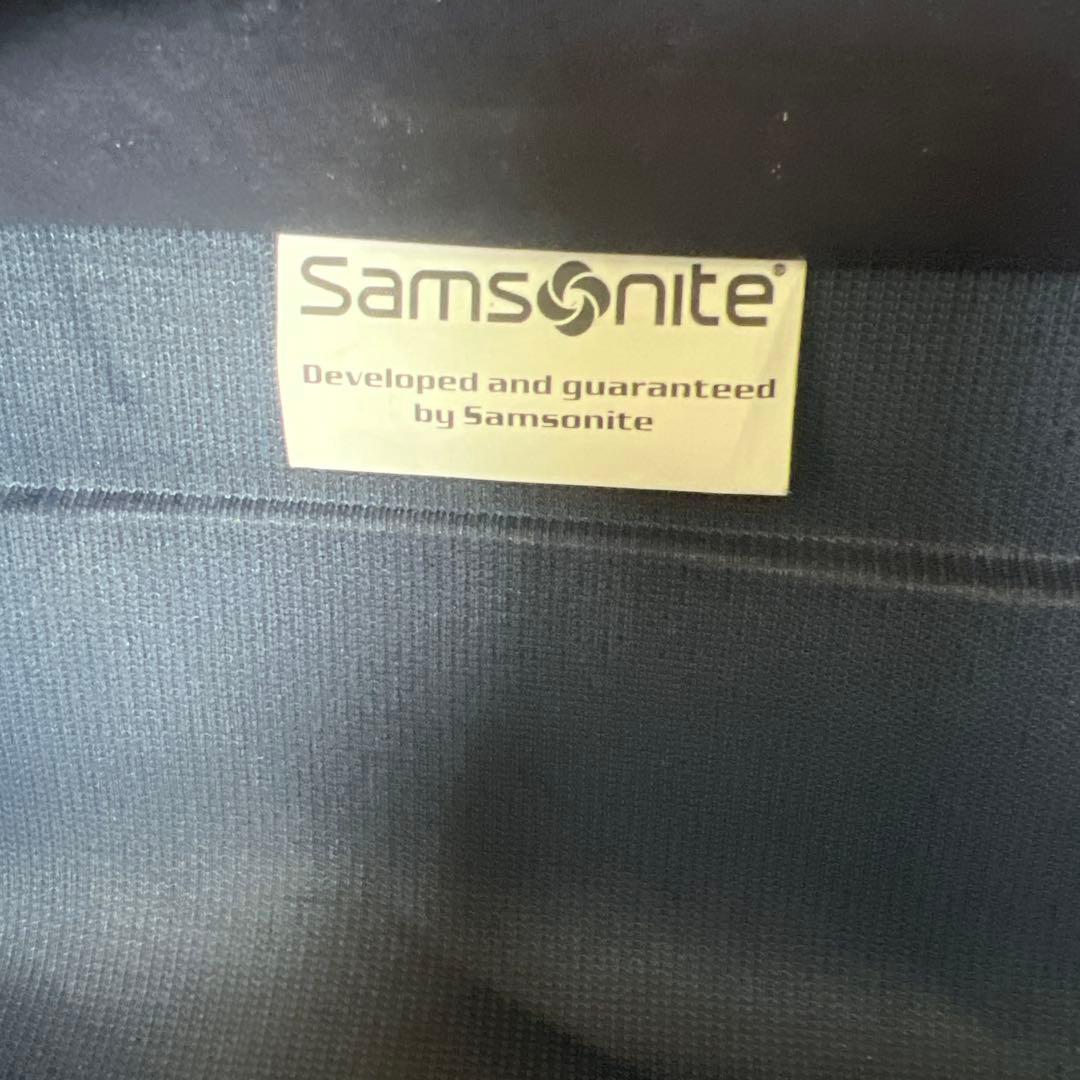 Samsonite®
Developed and guaranteed
by Samsonite